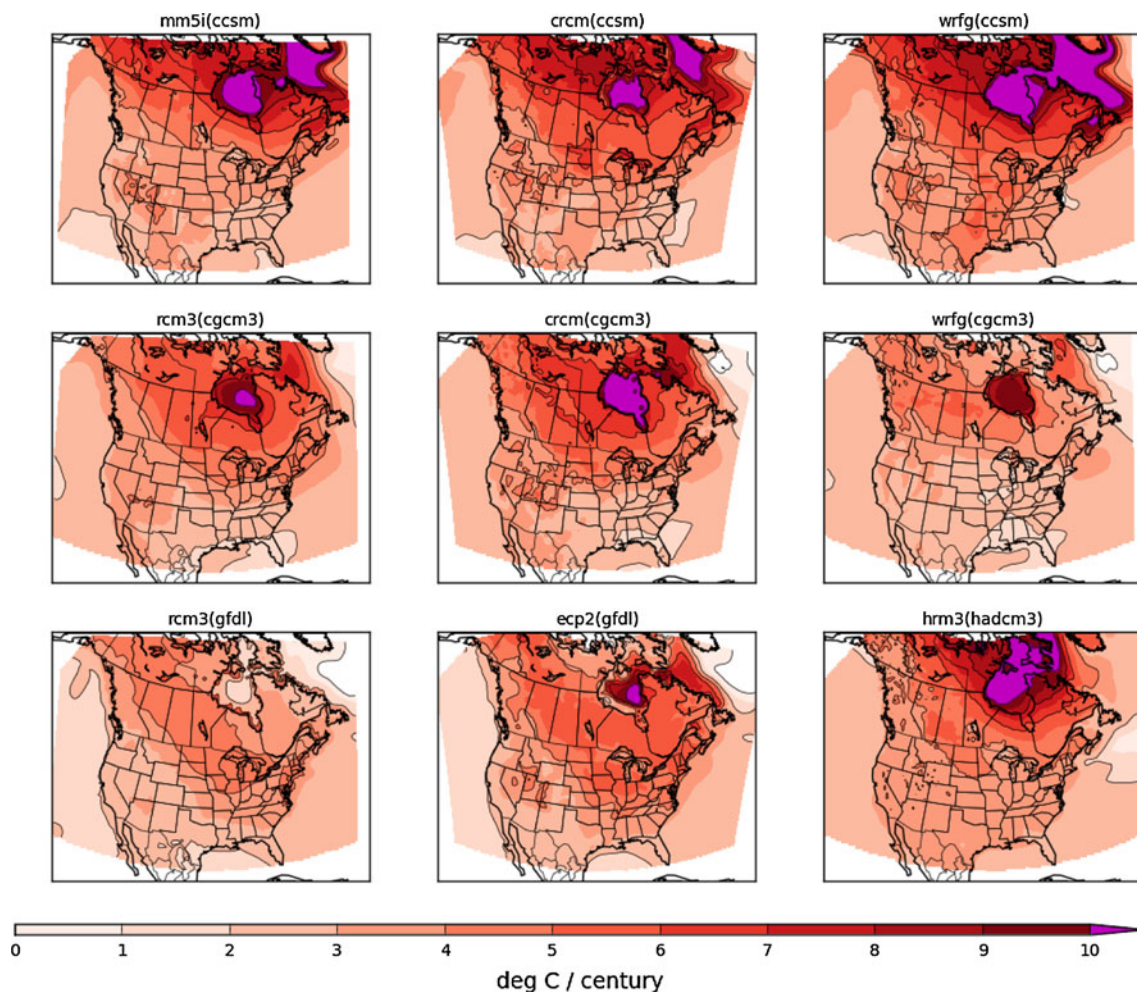 mm5i(ccsm) crcm(ccsm) wrfg(ccsm)
rcm3(cgcm3) crcm(cgcm3) wrfg(cgcm3)
rcm3(gfdl) ecp2(gfdl) hrm3(hadcm3)
0 1 2 3 4 5 6 7 8 9 10
deg C / century